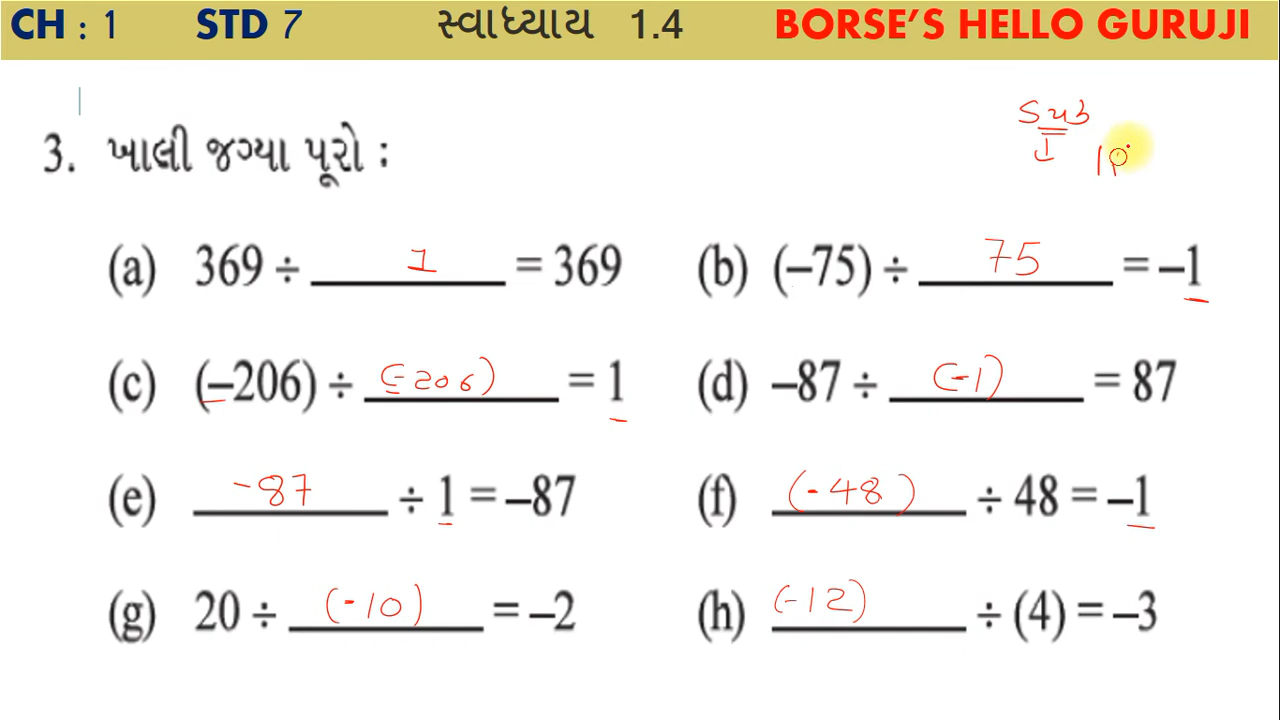 CH : 1 STD 7 સ્વાધ્યાય 1.4 BORSE'S HELLO GURUJI
3. ખાલી જગ્યા પૂરો :
(a) 369 ÷ 1 = 369 (b) (–75) ÷ 75 = –1
(c) (–206) ÷ (-206) = 1 (d) –87 ÷ (-1) = 87
(e) -87 ÷ 1 = –87 (f) (-48) ÷ 48 = –1
(g) 20 ÷ (-10) = –2 (h) (-12) ÷ (4) = –3